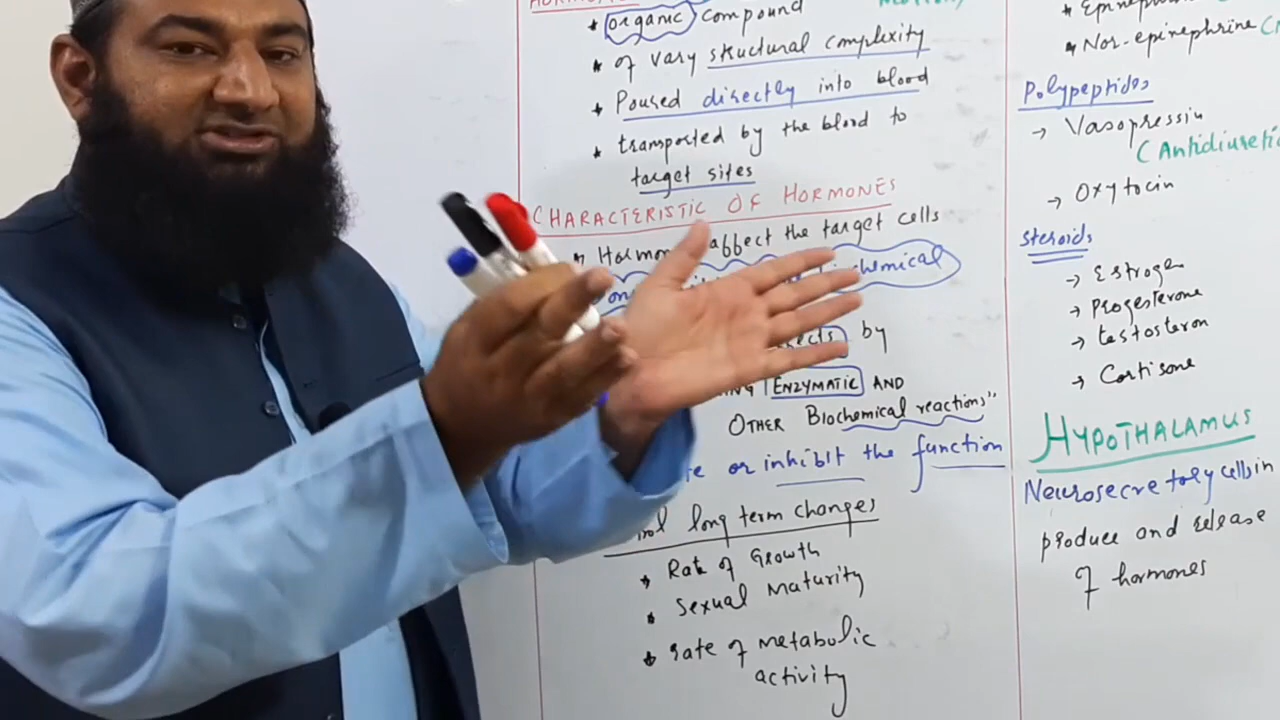 organic compound
of vary structural complexity
Poured directly into blood
transported by the blood to
target sites
CHARACTERISTIC OF HORMONES
affect the target cells
by
ENZYMATIC AND
OTHER Biochemical reactions"
or inhibit the function
long term changes
Rate of Growth
Sexual Maturity
rate of metabolic
activity
Nor-epinephrine
Polypeptides
→ Vasopressin
→ Oxytocin
Steroids
→ Estrogen
→ Progesterone
→ testosteron
→ Cortisone
HYPOTHALAMUS
Neurosecretory cells in
produce and release
of hormones